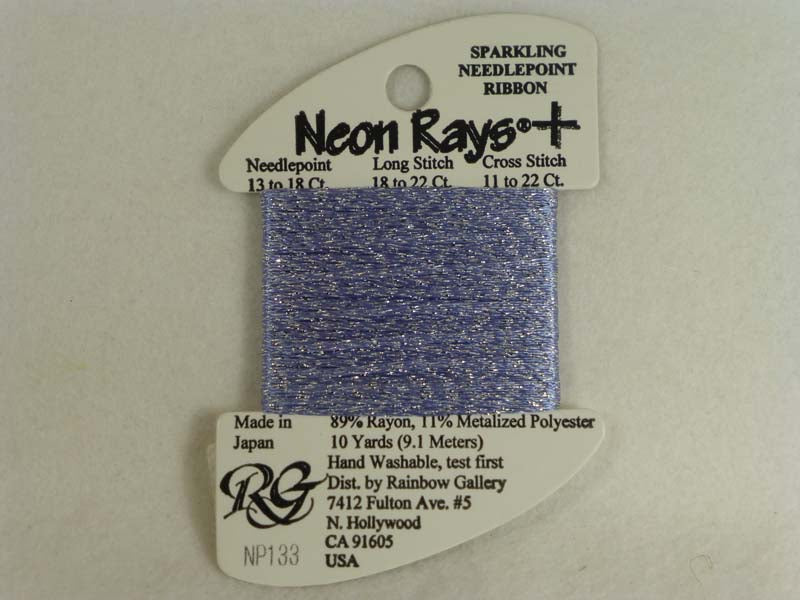 SPARKLING
NEEDLEPOINT
RIBBON
Neon Rays®+
Needlepoint Long Stitch Cross Stitch
13 to 18 Ct. 18 to 22 Ct. 11 to 22 Ct.
Made in 89% Rayon, 11% Metalized Polyester
Japan 10 Yards (9.1 Meters)
Hand Washable, test first
RG Dist. by Rainbow Gallery
7412 Fulton Ave. #5
N. Hollywood
CA 91605
NP133 USA